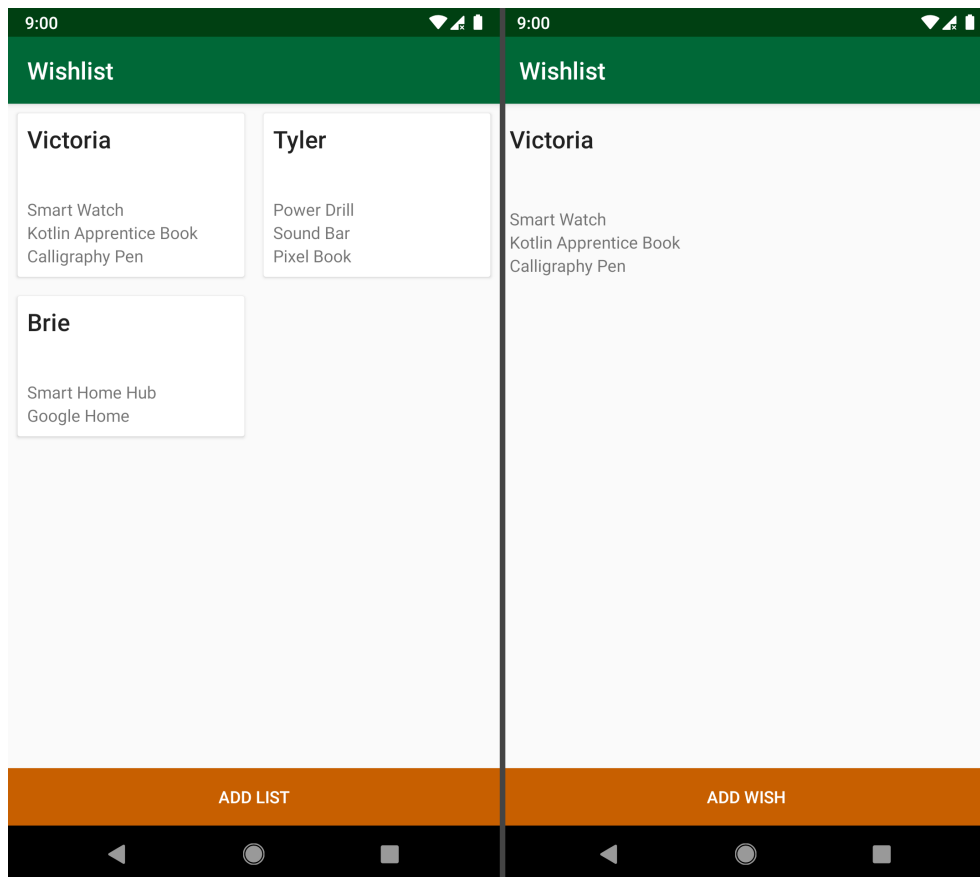 9:00
Wishlist
Victoria
Smart Watch
Kotlin Apprentice Book
Calligraphy Pen
Tyler
Power Drill
Sound Bar
Pixel Book
Brie
Smart Home Hub
Google Home
ADD LIST
9:00
Wishlist
Victoria
Smart Watch
Kotlin Apprentice Book
Calligraphy Pen
ADD WISH